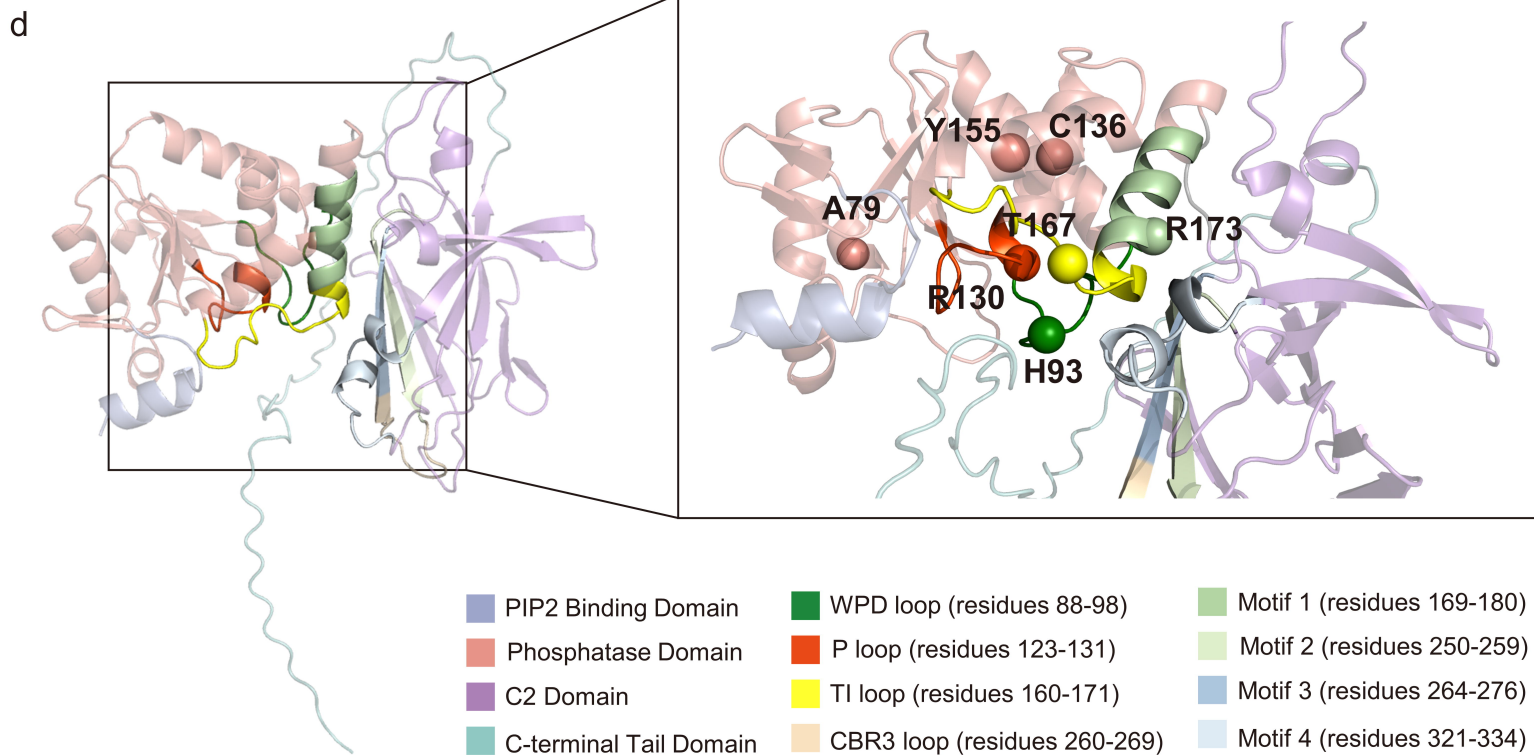 d
Y155
C136
A79
T167
R173
R130
H93
PIP2 Binding Domain
Phosphatase Domain
C2 Domain
C-terminal Tail Domain
WPD loop (residues 88-98)
P loop (residues 123-131)
TI loop (residues 160-171)
CBR3 loop (residues 260-269)
Motif 1 (residues 169-180)
Motif 2 (residues 250-259)
Motif 3 (residues 264-276)
Motif 4 (residues 321-334)